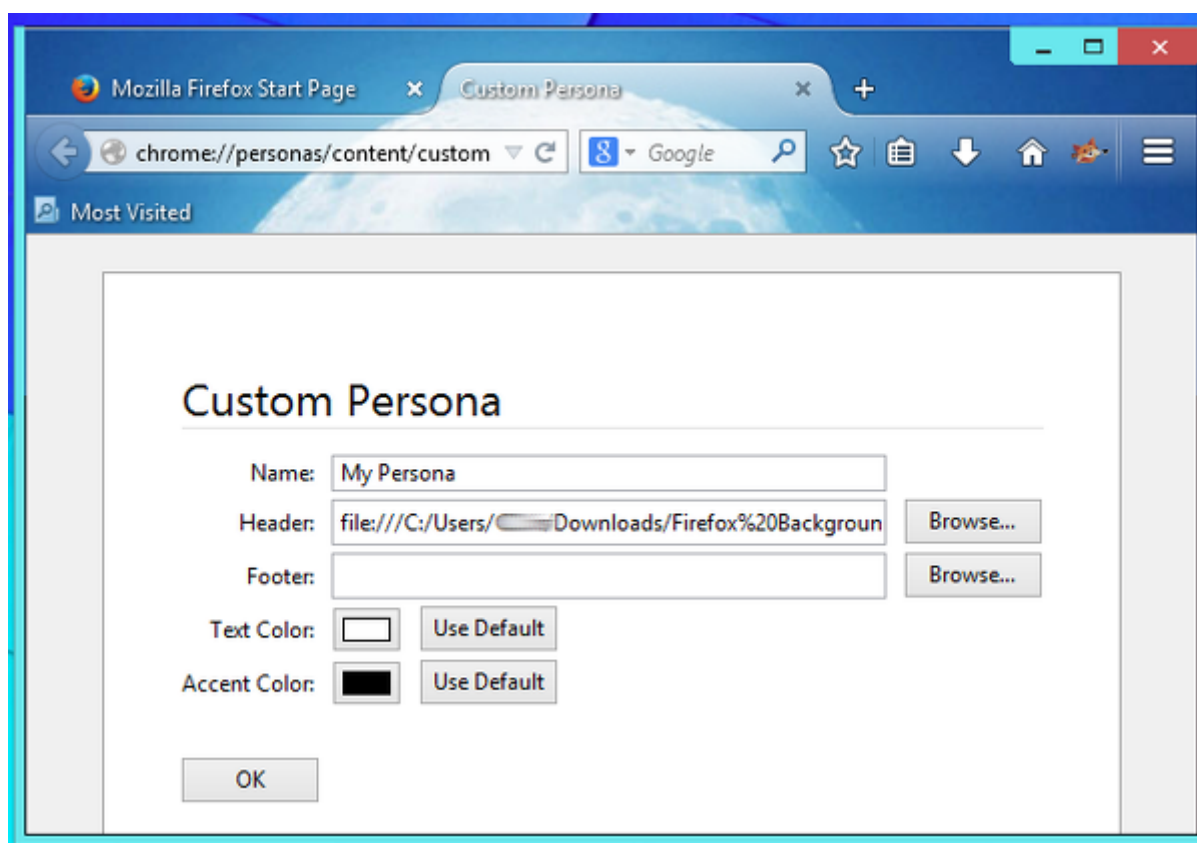 Mozilla Firefox Start Page Custom Persona
chrome://personas/content/custom Google
Most Visited
Custom Persona
Name: My Persona
Header: file:///C:/Users/ /Downloads/Firefox%20Backgroun Browse...
Footer: Browse...
Text Color: Use Default
Accent Color: Use Default
OK